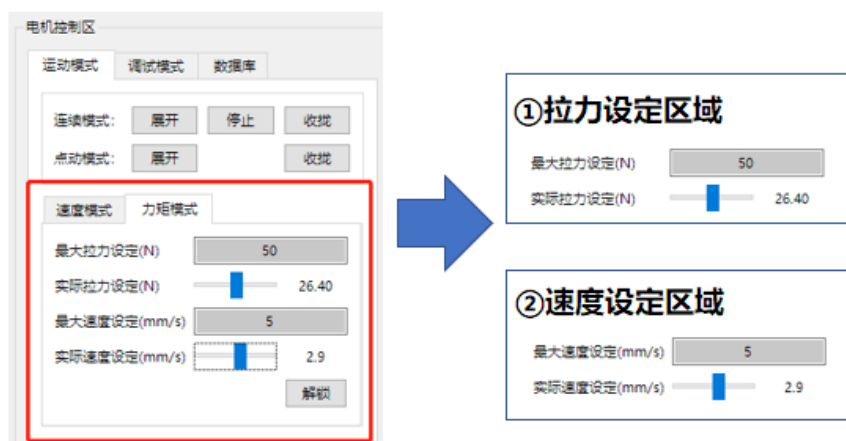 电机控制区
运动模式 调试模式 数据库
连续模式: 展开 停止 收拢
点动模式: 展开 收拢
速度模式 力矩模式
最大拉力设定(N) 50
实际拉力设定(N) 26.40
最大速度设定(mm/s) 5
实际速度设定(mm/s) 2.9
解锁
①拉力设定区域
最大拉力设定(N) 50
实际拉力设定(N) 26.40
②速度设定区域
最大速度设定(mm/s) 5
实际速度设定(mm/s) 2.9